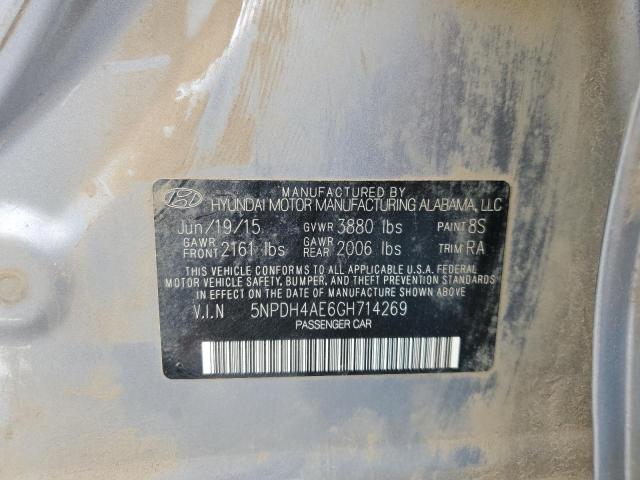 MANUFACTURED BY
HYUNDAI MOTOR MANUFACTURING ALABAMA, LLC
Jun/19/15 GVWR 3880 lbs PAINT 8S
GAWR FRONT 2161 lbs GAWR REAR 2006 lbs TRIM RA
THIS VEHICLE CONFORMS TO ALL APPLICABLE U.S.A. FEDERAL
MOTOR VEHICLE SAFETY, BUMPER, AND THEFT PREVENTION STANDARDS
IN EFFECT ON THE DATE OF MANUFACTURE SHOWN ABOVE.
V.I.N 5NPDH4AE6GH714269
PASSENGER CAR